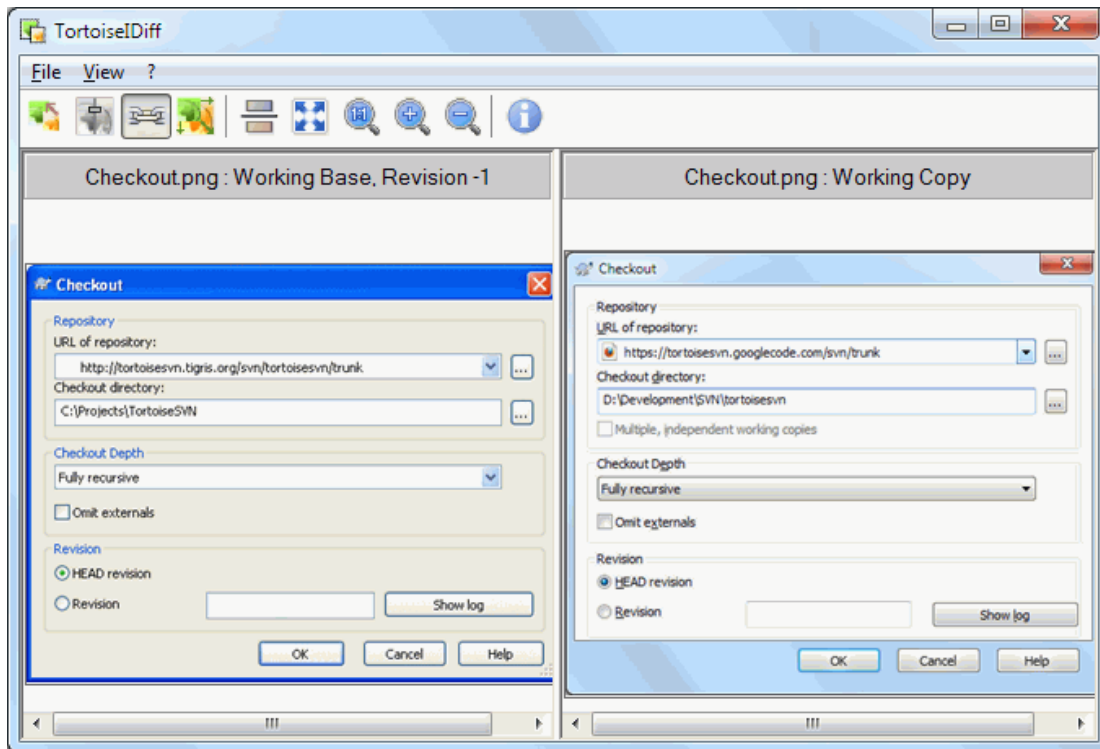 TortoiseIDiff
File View ?
Checkout.png : Working Base, Revision -1
Checkout
Repository
URL of repository:
http://tortoisesvn.tigris.org/svn/tortoisesvn/trunk
...
Checkout directory:
C:\Projects\TortoiseSVN
...
Checkout Depth
Fully recursive
Omit externals
Revision
HEAD revision
Revision
Show log
OK Cancel Help
Checkout.png : Working Copy
Checkout
Repository
URL of repository:
https://tortoisesvn.googlecode.com/svn/trunk
...
Checkout directory:
D:\Development\SVN\tortoisesvn
...
Multiple, independent working copies
Checkout Depth
Fully recursive
Omit externals
Revision
HEAD revision
Revision
Show log
OK Cancel Help